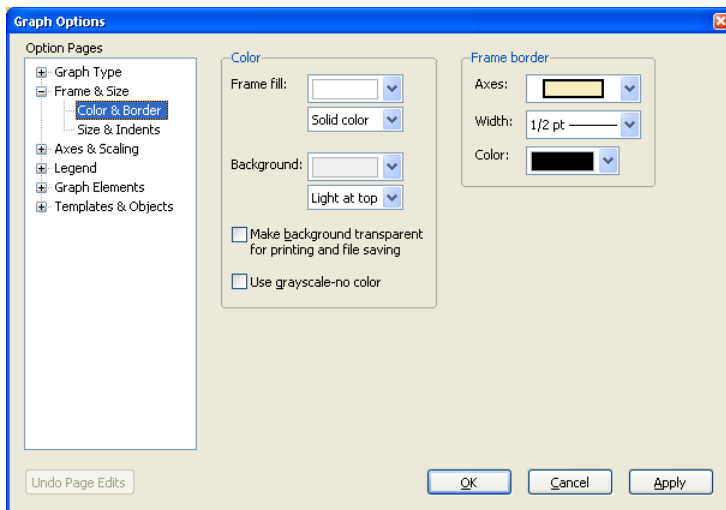 Graph Options
Option Pages
Graph Type
Frame & Size
Color & Border
Size & Indents
Axes & Scaling
Legend
Graph Elements
Templates & Objects
Color
Frame fill:
Solid color
Background:
Light at top
Make background transparent
for printing and file saving
Use grayscale-no color
Frame border
Axes:
Width:
1/2 pt
Color:
Undo Page Edits
OK
Cancel
Apply